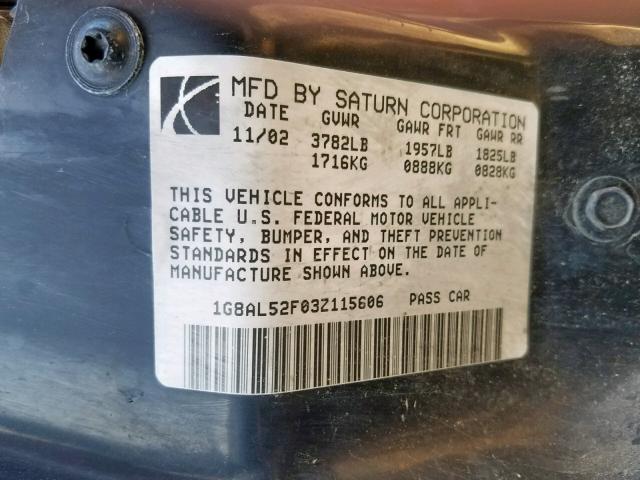 MFD BY SATURN CORPORATION
DATE GVWR GAWR FRT GAWR RR
11/02 3782LB 1957LB 1825LB
1716KG 0888KG 0828KG
THIS VEHICLE CONFORMS TO ALL APPLI-
CABLE U.S. FEDERAL MOTOR VEHICLE
SAFETY, BUMPER, AND THEFT PREVENTION
STANDARDS IN EFFECT ON THE DATE OF
MANUFACTURE SHOWN ABOVE.
1G8AL52F03Z115606 PASS CAR